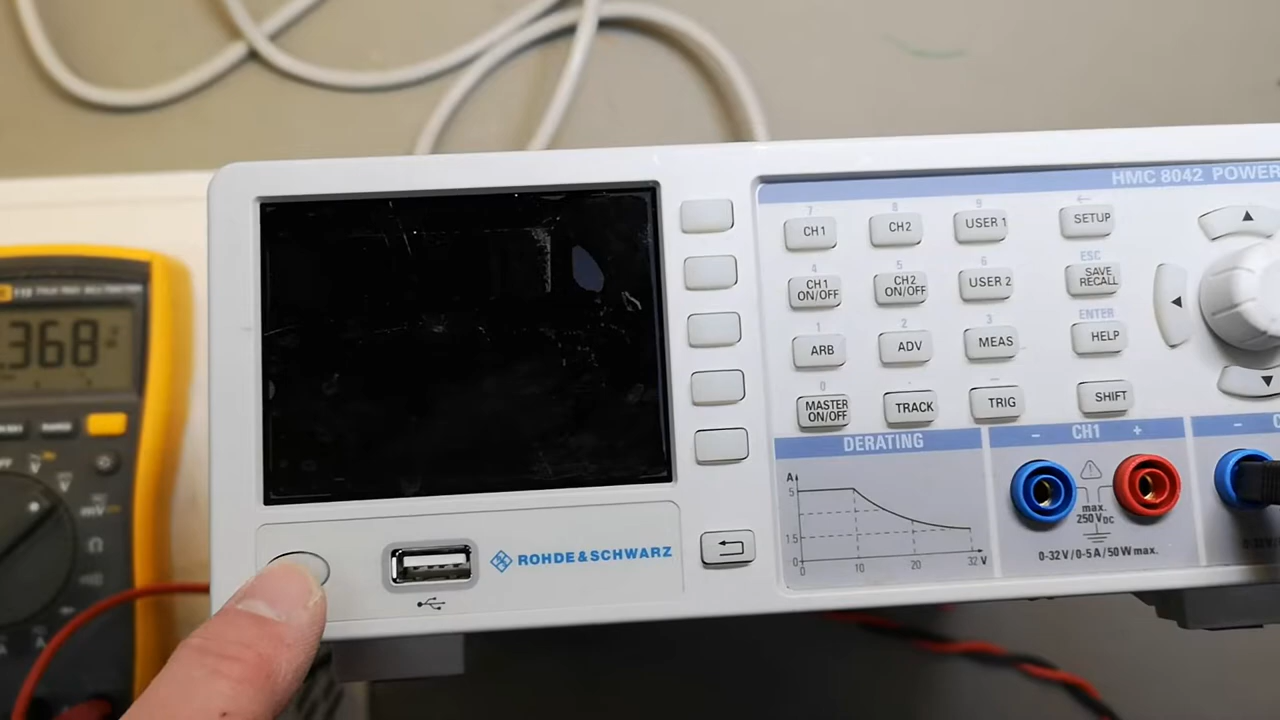 HMC 8042 POWER
7
CH1
8
CH2
9
USER 1
←
SETUP
4
CH1
ON/OFF
5
CH2
ON/OFF
6
USER 2
ESC
SAVE
RECALL
1
ARB
2
ADV
3
MEAS
ENTER
HELP
0
MASTER
ON/OFF
.
TRACK
–
TRIG
SHIFT
DERATING
A
5
1.5
0
0
10
20
32 V
– CH1 +
max.
250 VDC
0-32 V / 0-5 A / 50 W max.
–
ROHDE & SCHWARZ
.368